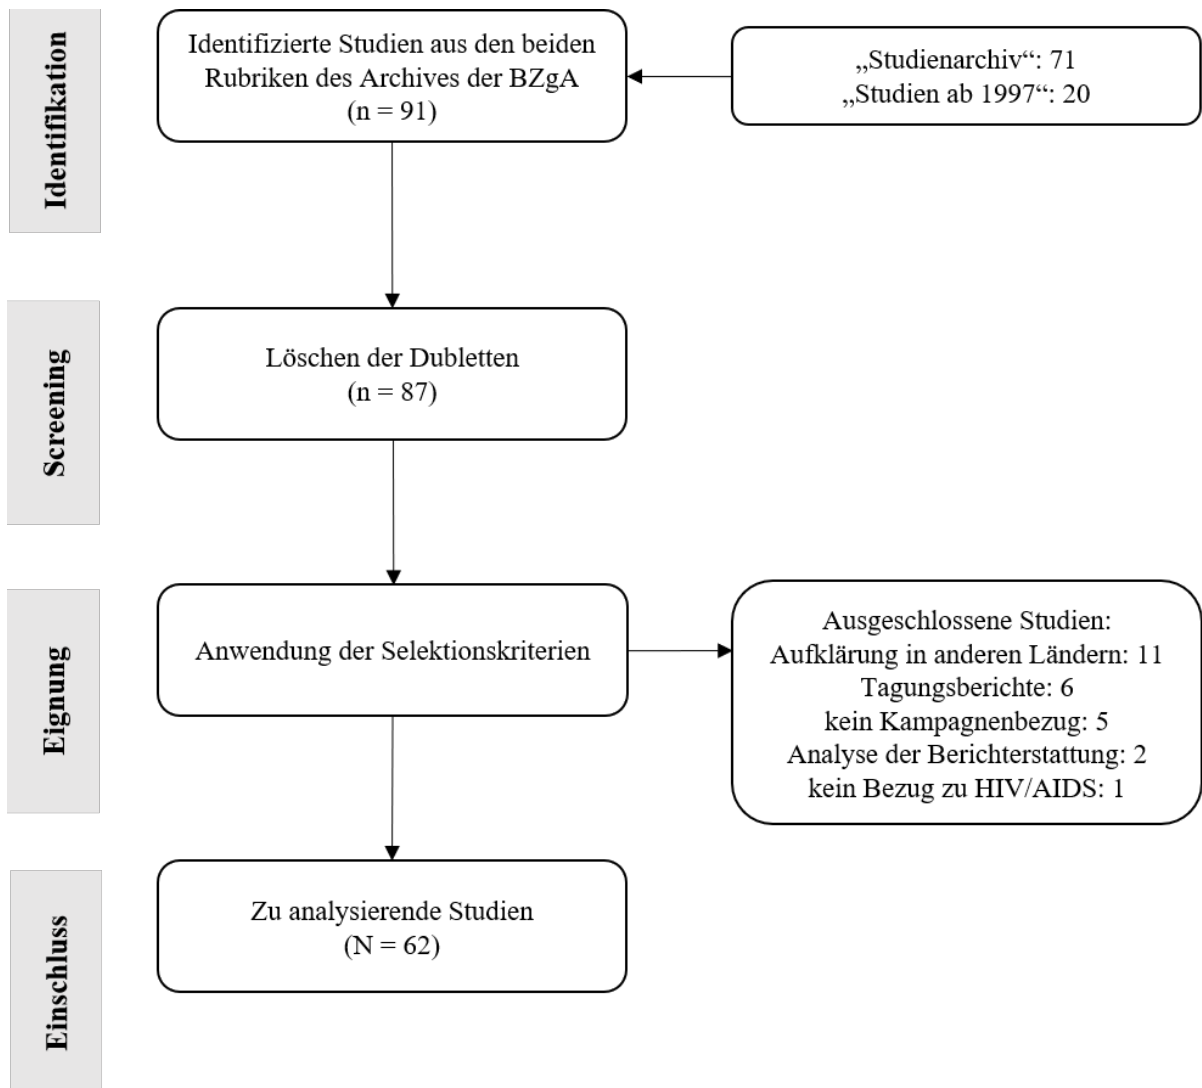 Identifikation
Identifizierte Studien aus den beiden
Rubriken des Archives der BZgA
(n = 91)
„Studienarchiv“: 71
„Studien ab 1997“: 20
Screening
Löschen der Dubletten
(n = 87)
Eignung
Anwendung der Selektionskriterien
Ausgeschlossene Studien:
Aufklärung in anderen Ländern: 11
Tagungsberichte: 6
kein Kampagnenbezug: 5
Analyse der Berichterstattung: 2
kein Bezug zu HIV/AIDS: 1
Einschluss
Zu analysierende Studien
(N = 62)